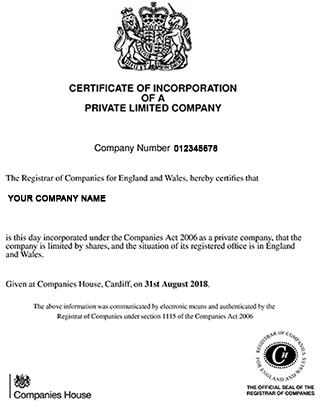 CERTIFICATE OF INCORPORATION
OF A
PRIVATE LIMITED COMPANY
Company Number 012345678
The Registrar of Companies for England and Wales, hereby certifies that
YOUR COMPANY NAME
is this day incorporated under the Companies Act 2006 as a private company, that the
company is limited by shares, and the situation of its registered office is in England
and Wales.
Given at Companies House, Cardiff, on 31st August 2018.
The above information was communicated by electronic means and authenticated by the
Registrar of Companies under section 1115 of the Companies Act 2006
REGISTRAR OF COMPANIES
FOR ENGLAND AND WALES
CH
Companies House
THE OFFICIAL SEAL OF THE
REGISTRAR OF COMPANIES